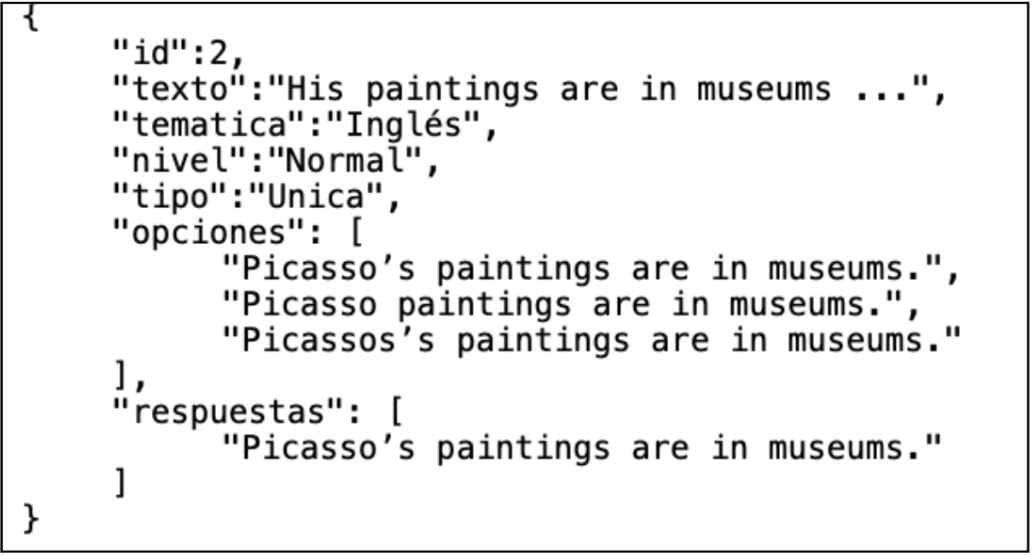 {
"id":2,
"texto":"His paintings are in museums ...",
"tematica":"Inglés",
"nivel":"Normal",
"tipo":"Unica",
"opciones": [
"Picasso’s paintings are in museums.",
"Picasso paintings are in museums.",
"Picassos’s paintings are in museums."
],
"respuestas": [
"Picasso’s paintings are in museums."
]
}